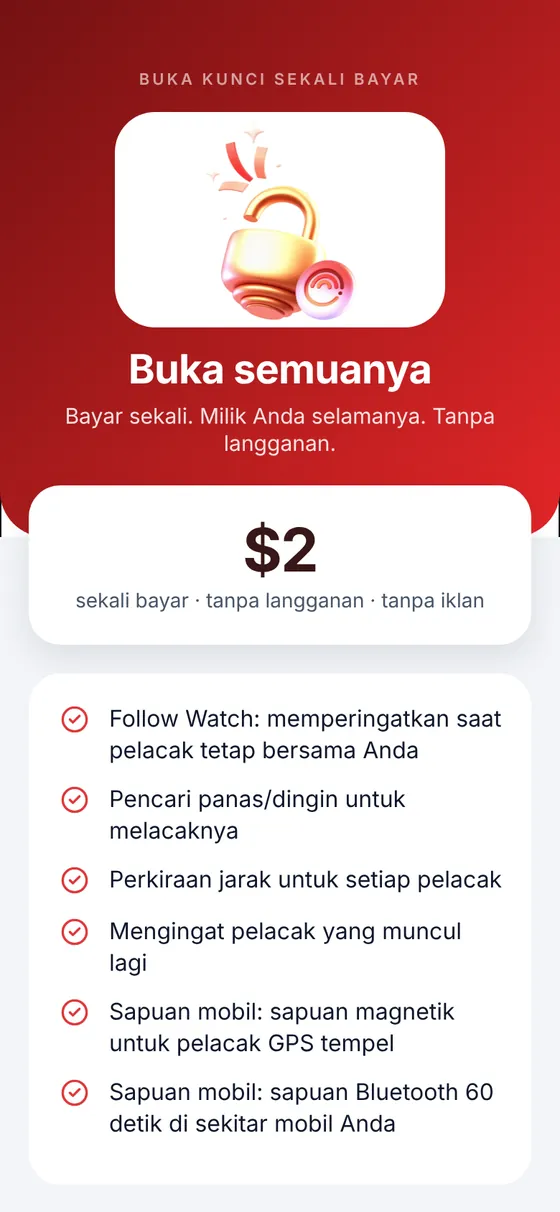 BUKA KUNCI SEKALI BAYAR
Buka semuanya
Bayar sekali. Milik Anda selamanya. Tanpa
langganan.
$2
sekali bayar · tanpa langganan · tanpa iklan
Follow Watch: memperingatkan saat
pelacak tetap bersama Anda
Pencari panas/dingin untuk
melacaknya
Perkiraan jarak untuk setiap pelacak
Mengingat pelacak yang muncul
lagi
Sapuan mobil: sapuan magnetik
untuk pelacak GPS tempel
Sapuan mobil: sapuan Bluetooth 60
detik di sekitar mobil Anda